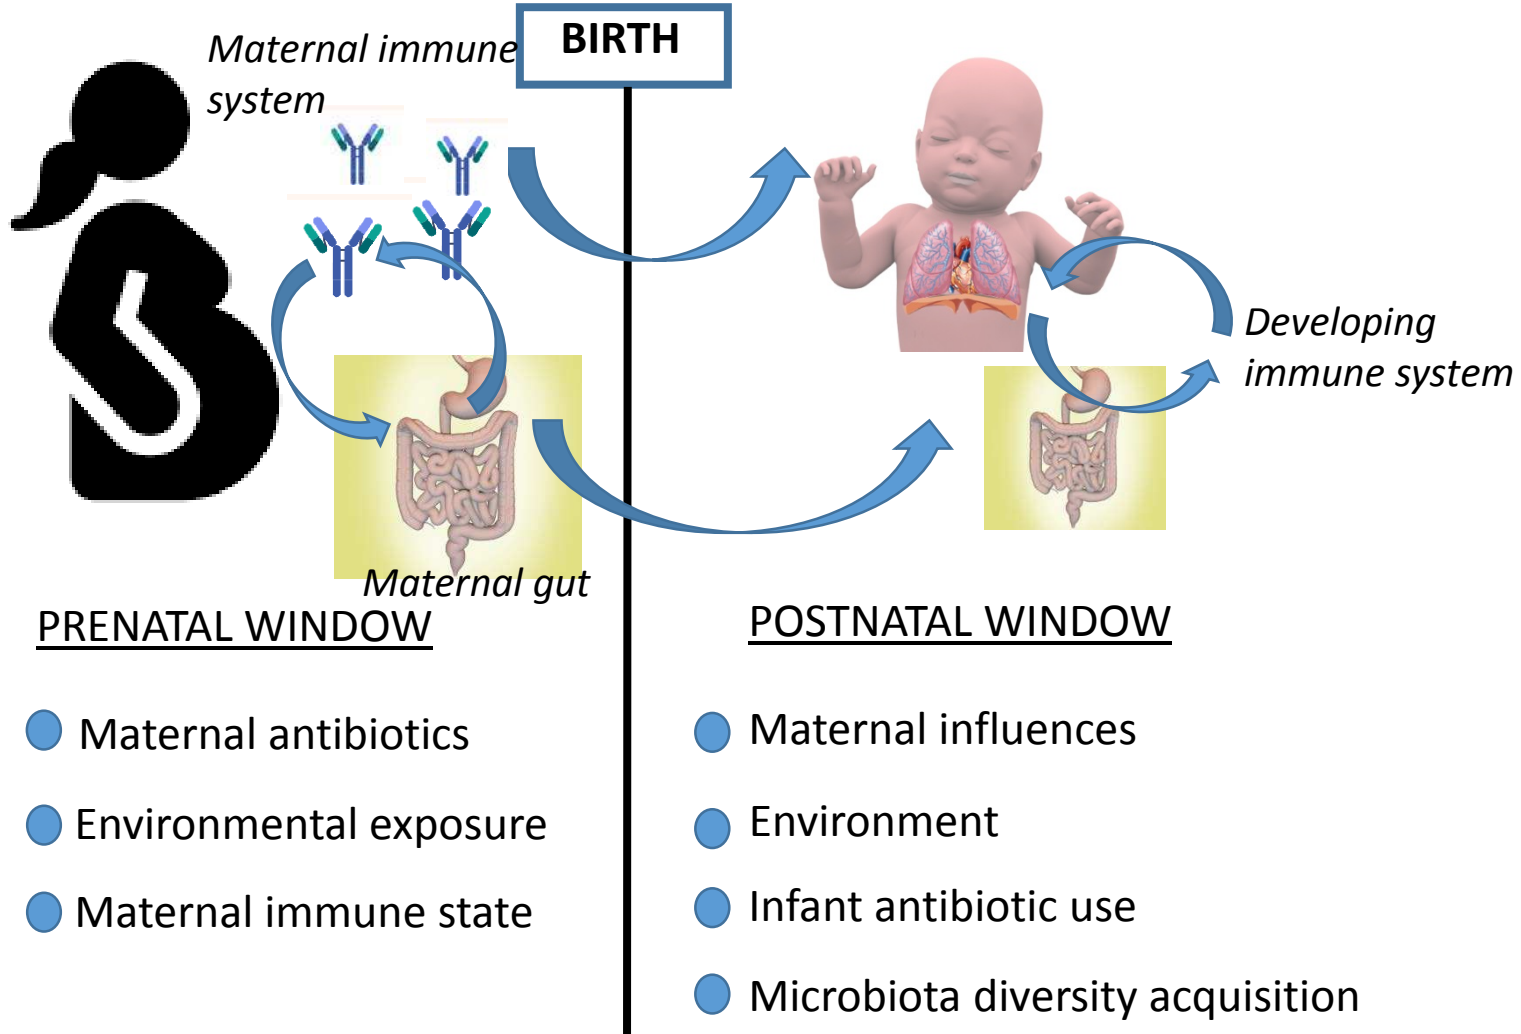 Maternal immune
system
BIRTH
Developing
immune system
Maternal gut
PRENATAL WINDOW
Maternal antibiotics
Environmental exposure
Maternal immune state
POSTNATAL WINDOW
Maternal influences
Environment
Infant antibiotic use
Microbiota diversity acquisition